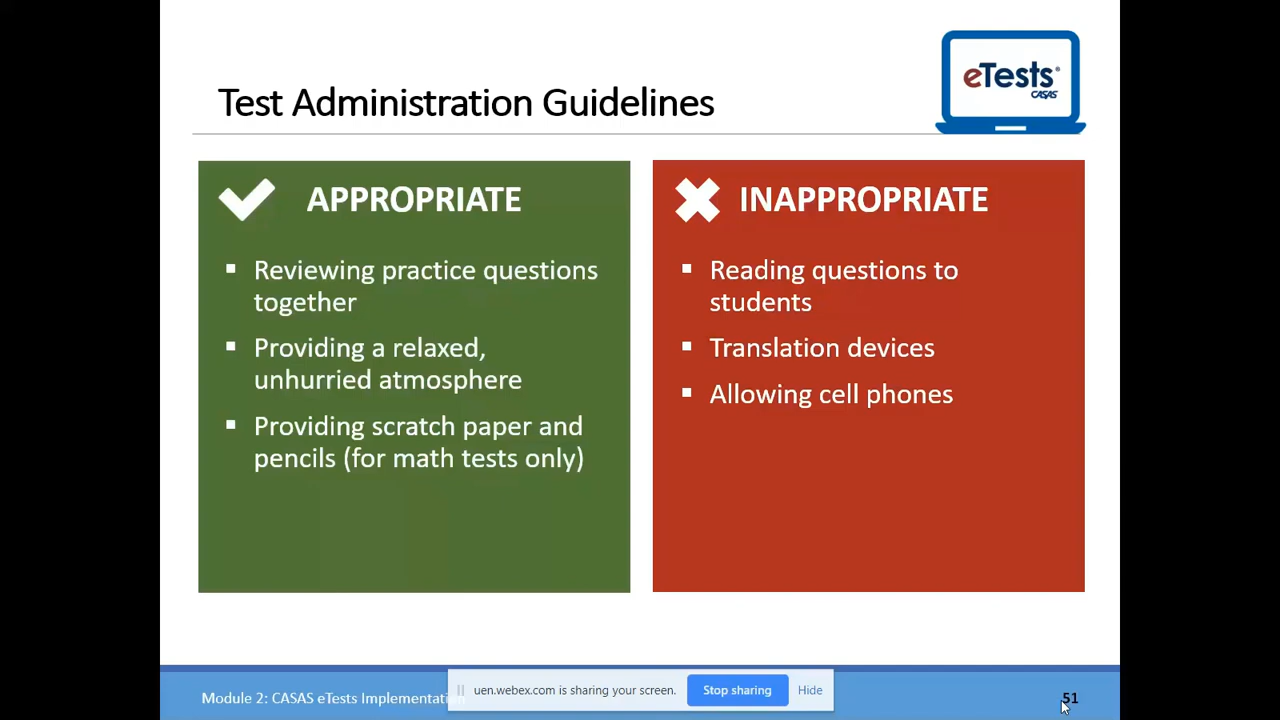 eTests
CASAS
Test Administration Guidelines
APPROPRIATE
▪ Reviewing practice questions
together
▪ Providing a relaxed,
unhurried atmosphere
▪ Providing scratch paper and
pencils (for math tests only)
INAPPROPRIATE
▪ Reading questions to
students
▪ Translation devices
▪ Allowing cell phones
Module 2: CASAS eTests
uen.webex.com is sharing your screen.
Stop sharing
Hide
51